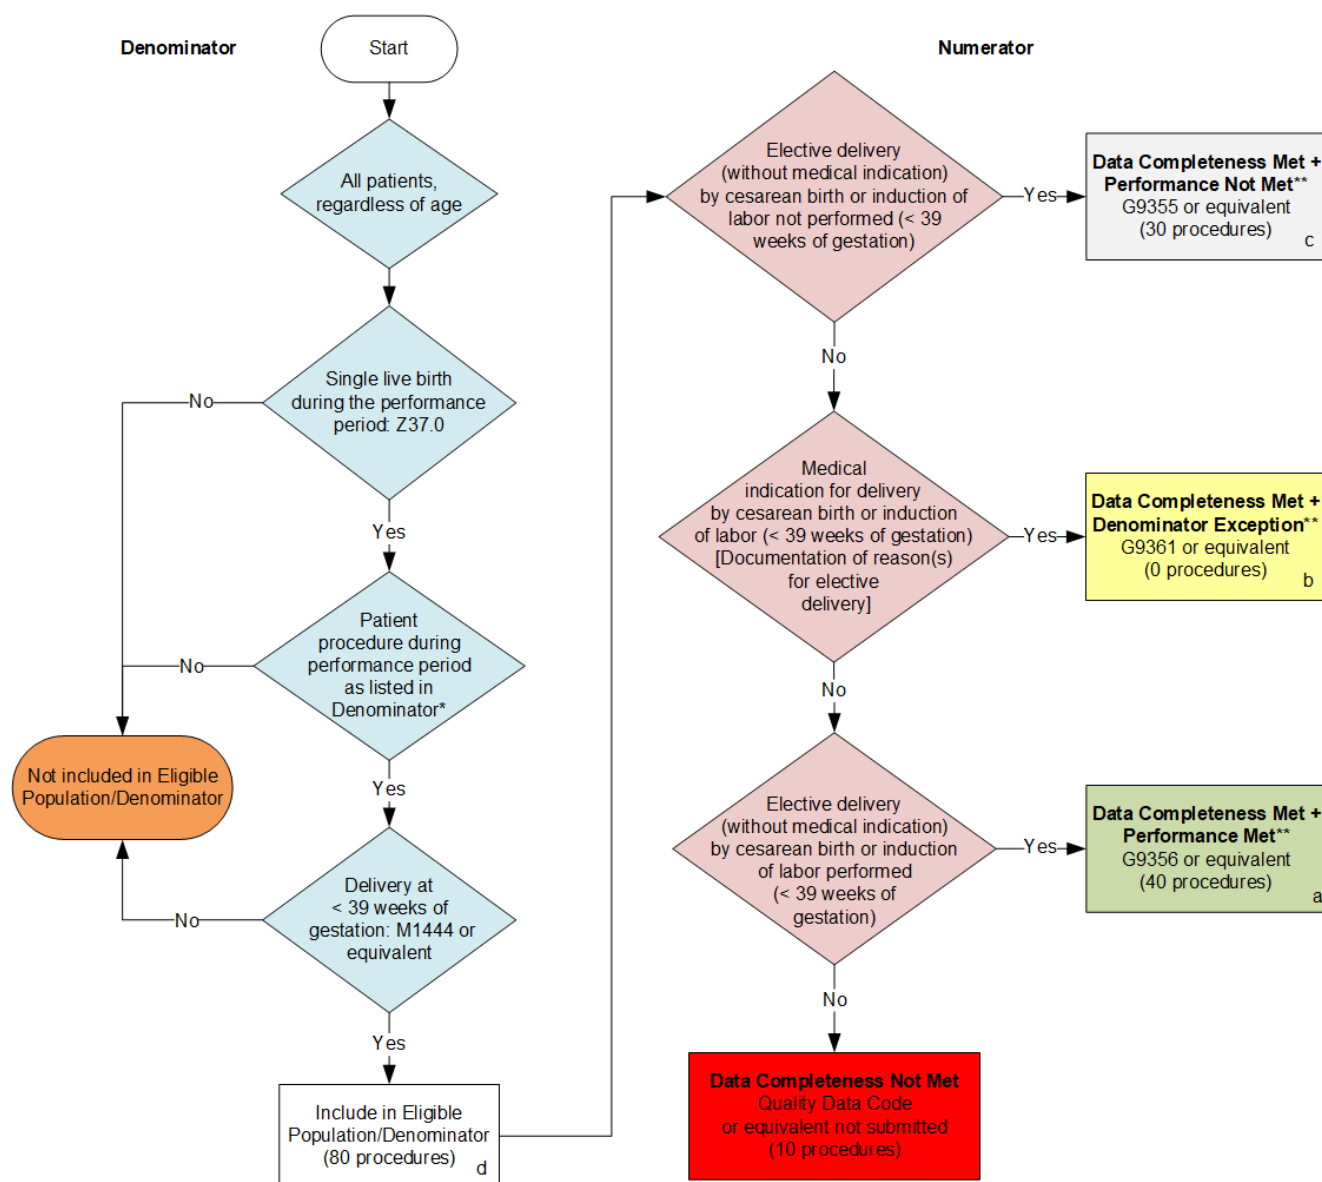 Denominator
Start
All patients,
regardless of age
Single live birth
during the performance
period: Z37.0
No
Yes
Patient
procedure during
performance period
as listed in
Denominator*
No
Yes
Not included in Eligible
Population/Denominator
Delivery at
< 39 weeks of
gestation: M1444 or
equivalent
No
Yes
Include in Eligible
Population/Denominator
(80 procedures)
d
Numerator
Elective delivery
(without medical indication)
by cesarean birth or induction of
labor not performed (< 39
weeks of gestation)
Yes
Data Completeness Met +
Performance Not Met**
G9355 or equivalent
(30 procedures)
c
No
Medical
indication for delivery
by cesarean birth or induction
of labor (< 39 weeks of gestation)
[Documentation of reason(s)
for elective
delivery]
Yes
Data Completeness Met +
Denominator Exception**
G9361 or equivalent
(0 procedures)
b
No
Elective delivery
(without medical indication)
by cesarean birth or induction
of labor performed
(< 39 weeks of
gestation)
Yes
Data Completeness Met +
Performance Met**
G9356 or equivalent
(40 procedures)
a
No
Data Completeness Not Met
Quality Data Code
or equivalent not submitted
(10 procedures)